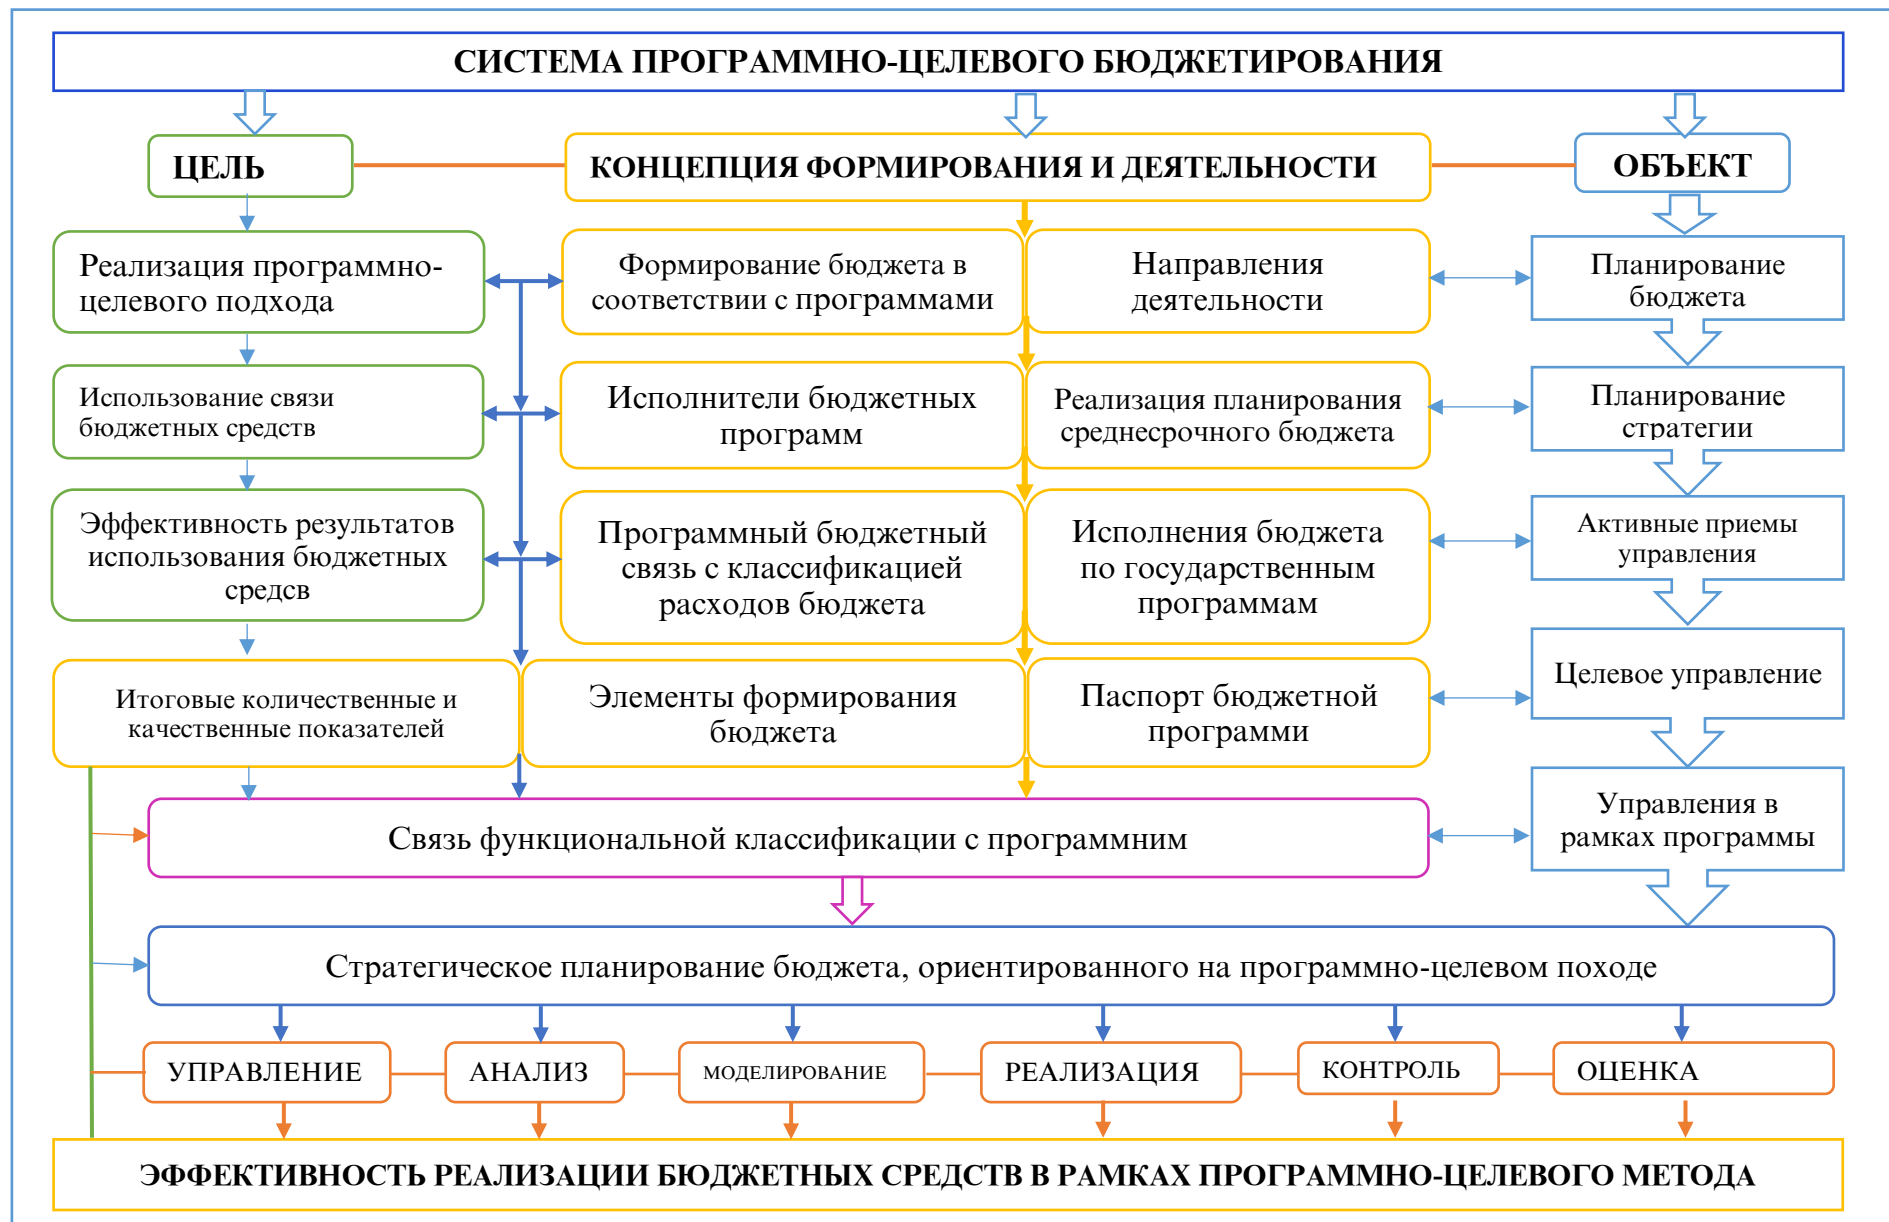 СИСТЕМА ПРОГРАММНО-ЦЕЛЕВОГО БЮДЖЕТИРОВАНИЯ
ЦЕЛЬ
КОНЦЕПЦИЯ ФОРМИРОВАНИЯ И ДЕЯТЕЛЬНОСТИ
ОБЪЕКТ
Реализация программно-
целевого подхода
Формирование бюджета в
соответствии с программами
Направления
деятельности
Планирование
бюджета
Использование связи
бюджетных средств
Исполнители бюджетных
программ
Реализация планирования
среднесрочного бюджета
Планирование
стратегии
Эффективность результатов
использования бюджетных
средсв
Программный бюджетный
связь с классификацией
расходов бюджета
Исполнения бюджета
по государственным
программам
Активные приемы
управления
Итоговые количественные и
качественные показателей
Элементы формирования
бюджета
Паспорт бюджетной
программи
Целевое управление
Связь функциональной классификации с программним
Управления в
рамках программы
Стратегическое планирование бюджета, ориентированного на программно-целевом походе
УПРАВЛЕНИЕ
АНАЛИЗ
МОДЕЛИРОВАНИЕ
РЕАЛИЗАЦИЯ
КОНТРОЛЬ
ОЦЕНКА
ЭФФЕКТИВНОСТЬ РЕАЛИЗАЦИИ БЮДЖЕТНЫХ СРЕДСТВ В РАМКАХ ПРОГРАММНО-ЦЕЛЕВОГО МЕТОДА